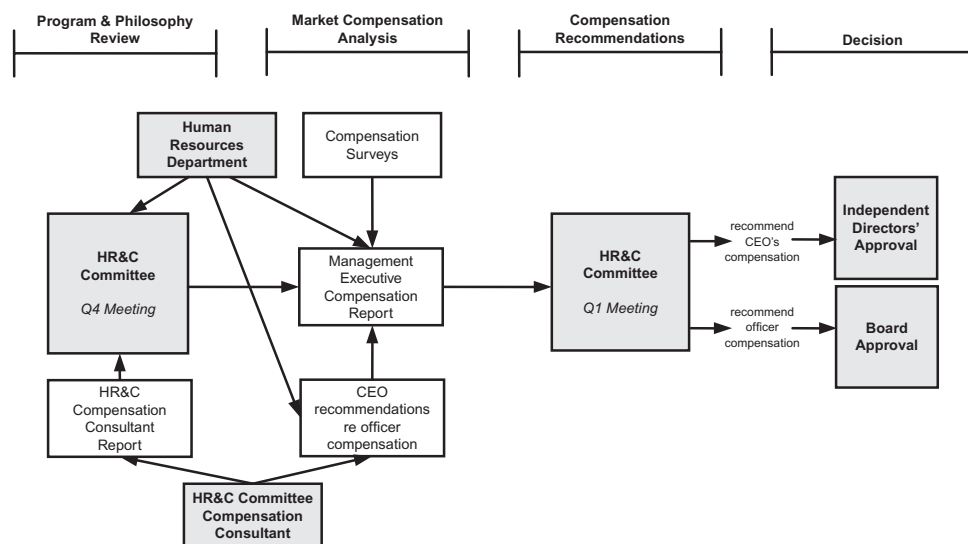 Program & Philosophy
Review
Market Compensation
Analysis
Compensation
Recommendations
Decision
Human
Resources
Department
Compensation
Surveys
HR&C
Committee
Q4 Meeting
Management
Executive
Compensation
Report
HR&C
Committee
Q1 Meeting
recommend
CEO's
compensation
Independent
Directors'
Approval
recommend
officer
compensation
Board
Approval
HR&C
Compensation
Consultant
Report
CEO
recommendations
re officer
compensation
HR&C Committee
Compensation
Consultant